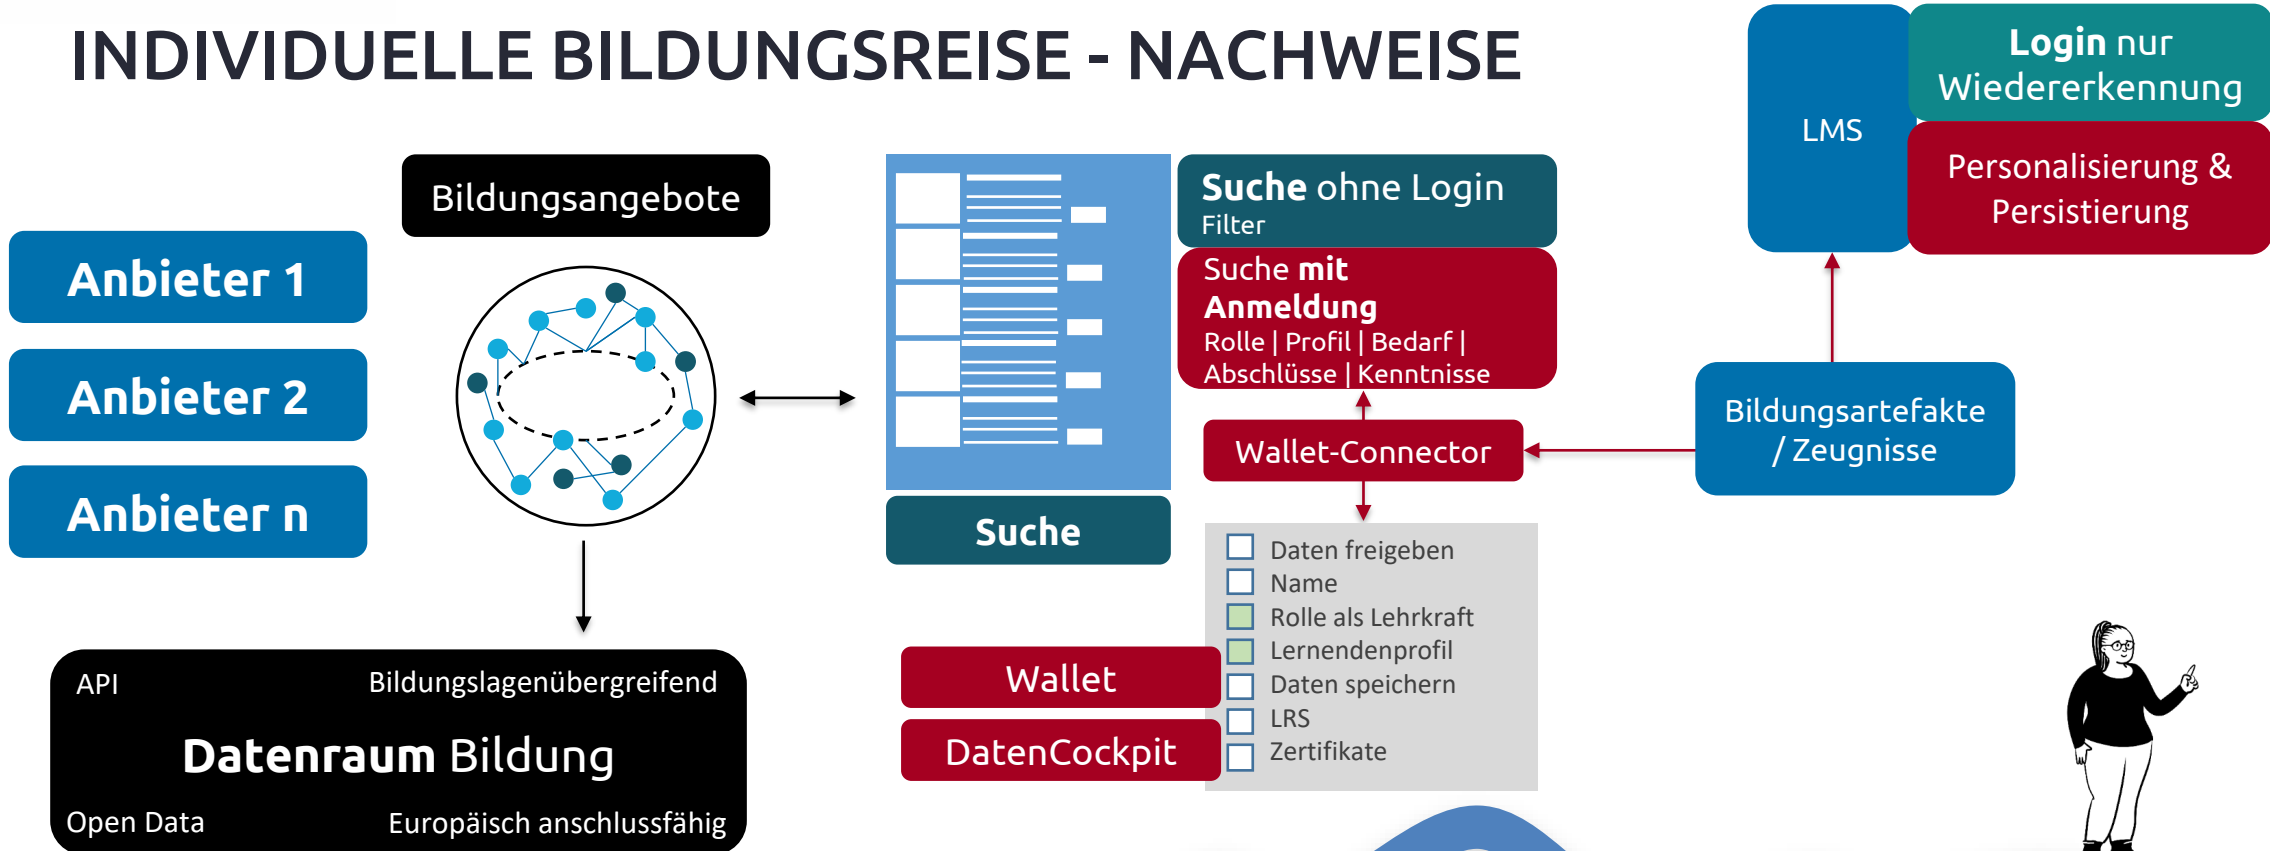 INDIVIDUELLE BILDUNGSREISE - NACHWEISE
Login nur
Wiedererkennung
LMS
Personalisierung &
Persistierung
Bildungsangebote
Anbieter 1
Anbieter 2
Anbieter n
Suche ohne Login
Filter
Suche mit
Anmeldung
Rolle | Profil | Bedarf |
Abschlüsse | Kenntnisse
Wallet-Connector
Bildungsartefakte
/ Zeugnisse
Suche
Daten freigeben
Name
Rolle als Lehrkraft
Lernendenprofil
Daten speichern
LRS
Zertifikate
Wallet
DatenCockpit
API
Bildungslagenübergreifend
Datenraum Bildung
Open Data
Europäisch anschlussfähig